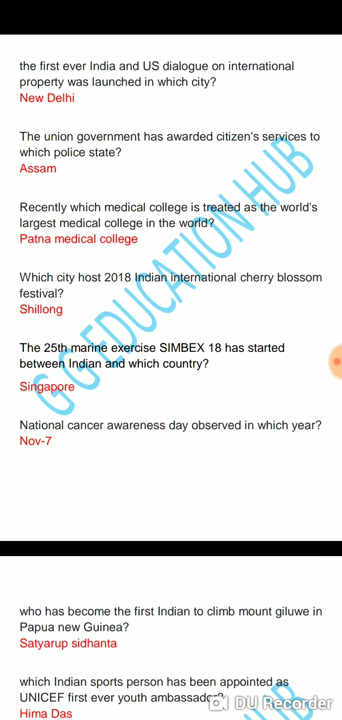 the first ever India and US dialogue on international
property was launched in which city?
New Delhi
The union government has awarded citizen's services to
which police state?
Assam
Recently which medical college is treated as the world's
largest medical college in the world?
Patna medical college
Which city host 2018 Indian international cherry blossom
festival?
Shillong
The 25th marine exercise SIMBEX 18 has started
between Indian and which country?
Singapore
National cancer awareness day observed in which year?
Nov-7
G G EDUCATION HUB
who has become the first Indian to climb mount giluwe in
Papua new Guinea?
Satyarup sidhanta
which Indian sports person has been appointed as
UNICEF first ever youth ambassador?
Hima Das
HUB
DU Recorder